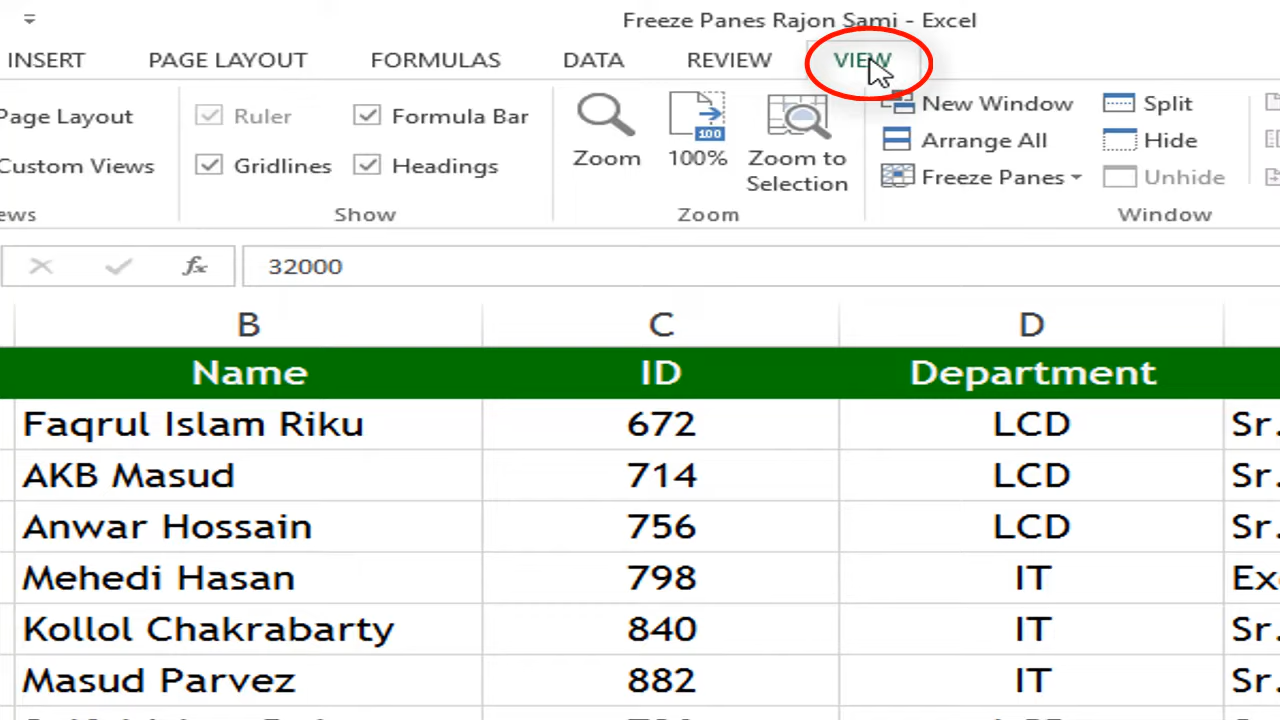 Freeze Panes Rajon Sami - Excel
INSERT PAGE LAYOUT FORMULAS DATA REVIEW VIEW
Page Layout Ruler Formula Bar
Custom Views Gridlines Headings
Zoom 100% Zoom to Selection
100
New Window Split
Arrange All Hide
Freeze Panes Unhide
Show Zoom Window
fx 32000
B C D
Name ID Department
Faqrul Islam Riku 672 LCD Sr.
AKB Masud 714 LCD Sr.
Anwar Hossain 756 LCD Sr.
Mehedi Hasan 798 IT
Kollol Chakrabarty 840 IT Sr.
Masud Parvez 882 IT Sr.